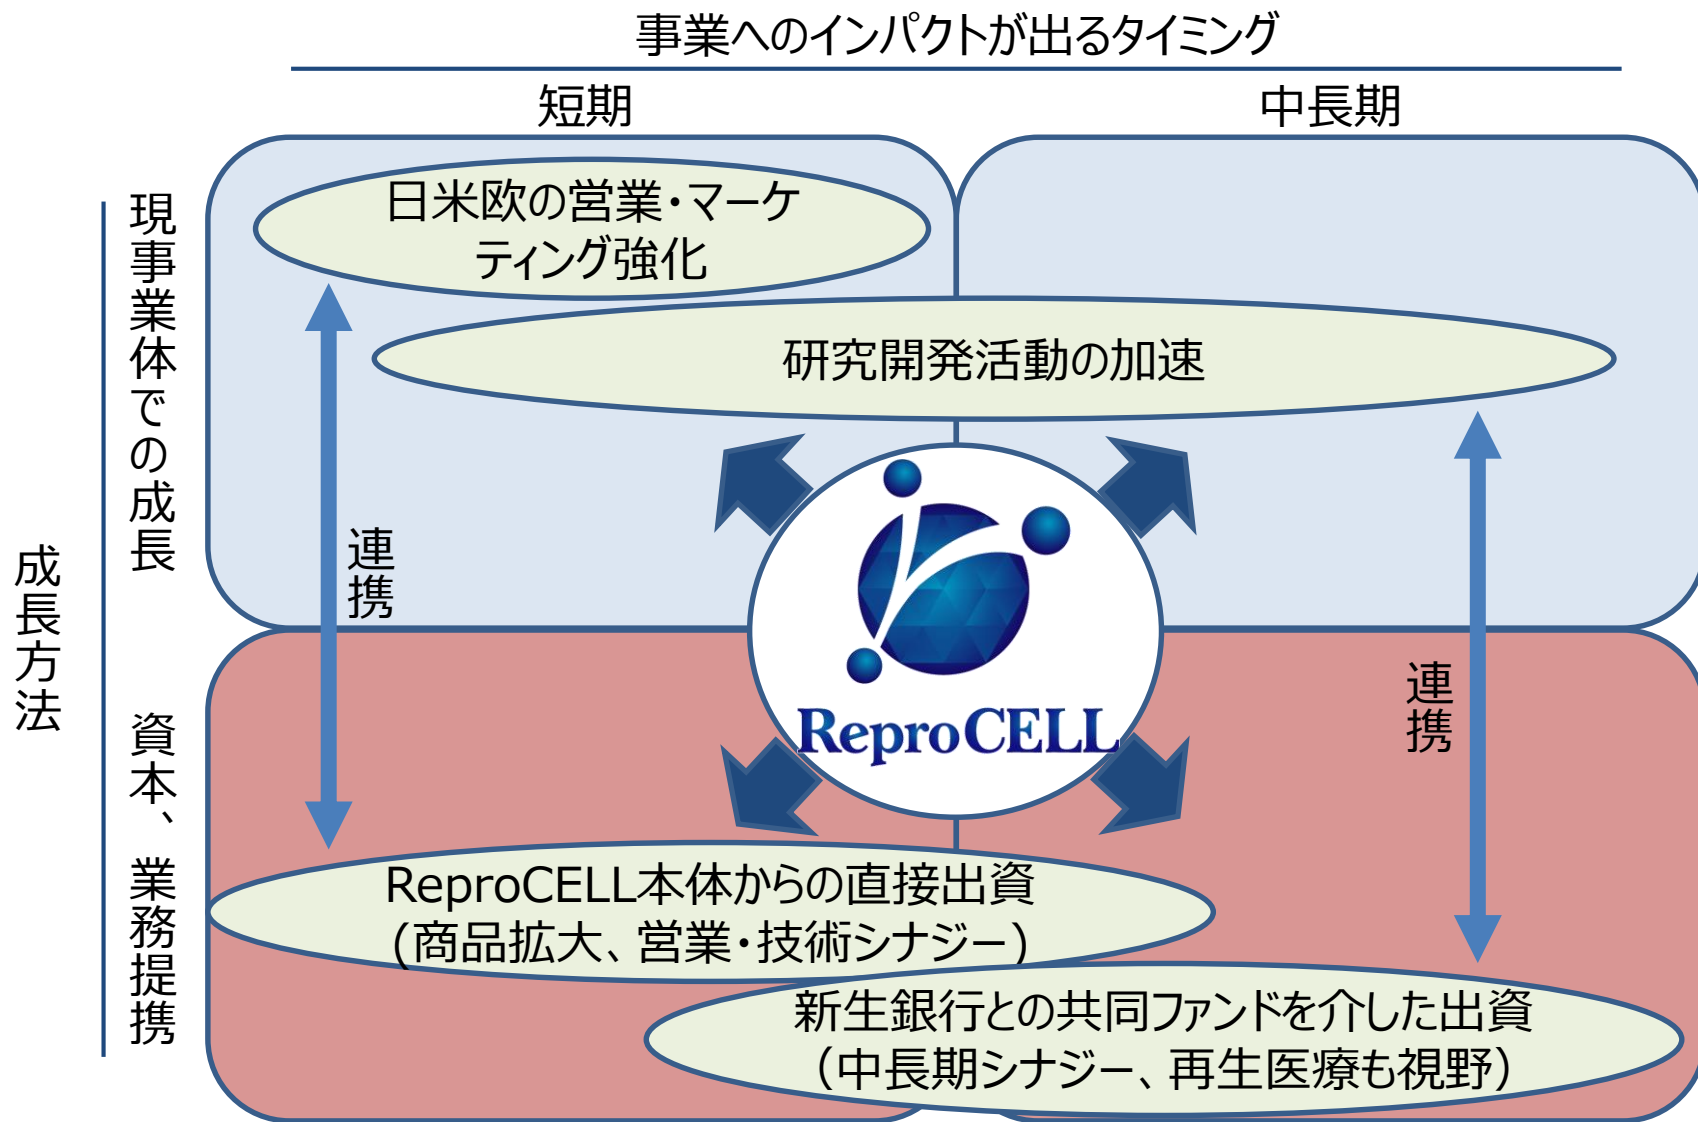 事業へのインパクトが出るタイミング
短期
中長期
成長方法
現事業体での成長
資本、業務提携
日米欧の営業・マーケ
ティング強化
研究開発活動の加速
連携
連携
ReproCELL
ReproCELL本体からの直接出資
(商品拡大、営業・技術シナジー)
新生銀行との共同ファンドを介した出資
（中長期シナジー、再生医療も視野）